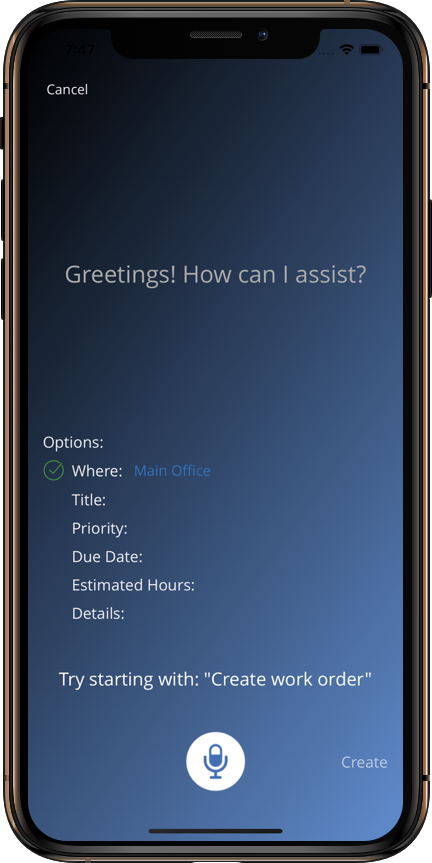 7:47
Cancel
Greetings! How can I assist?
Options:
Where: Main Office
Title:
Priority:
Due Date:
Estimated Hours:
Details:
Try starting with: "Create work order"
Create